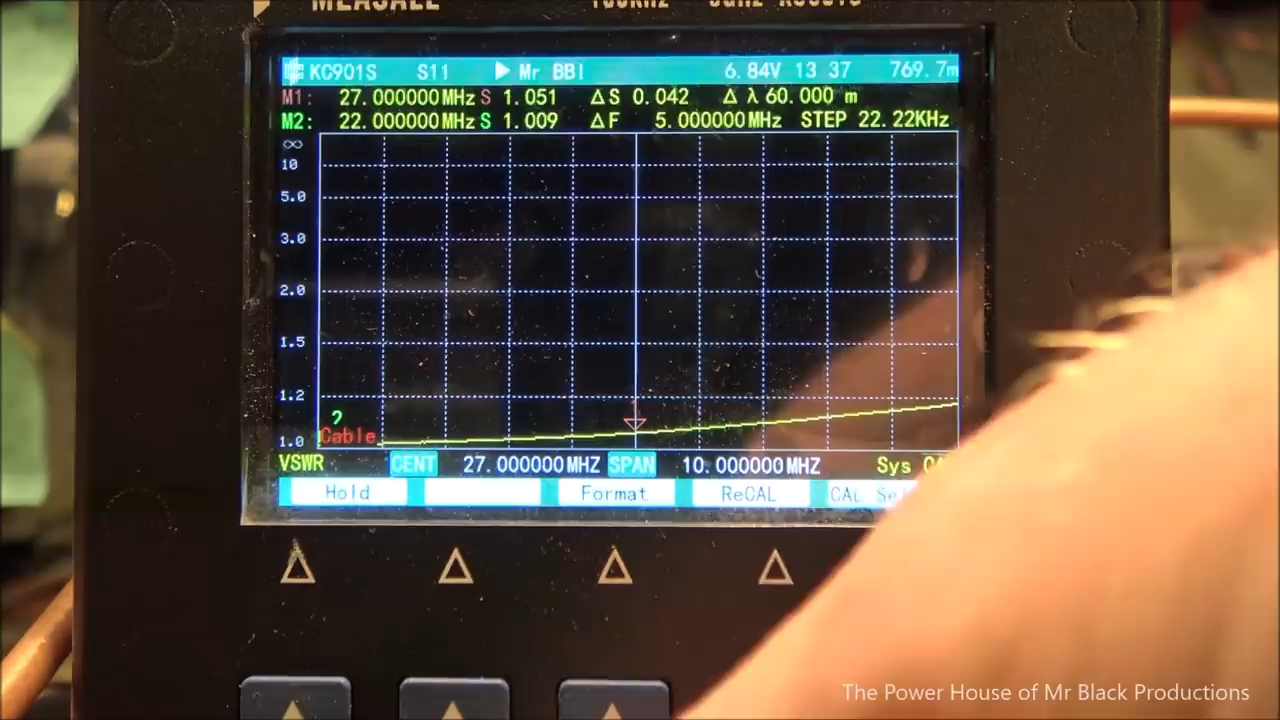 KC901S S11 ▶ Mr BBI 6.84V 13 37 769.7m
M1: 27.000000MHz S 1.051 ΔS 0.042 Δ λ 60.000 m
M2: 22.000000MHz S 1.009 ΔF 5.000000MHz STEP 22.22KHz
∞
10
5.0
3.0
2.0
1.5
1.2
1.0
2
1
Cable
VSWR CENT 27.000000MHZ SPAN 10.000000MHZ Sys
Hold Format ReCAL CAL
The Power House of Mr Black Productions